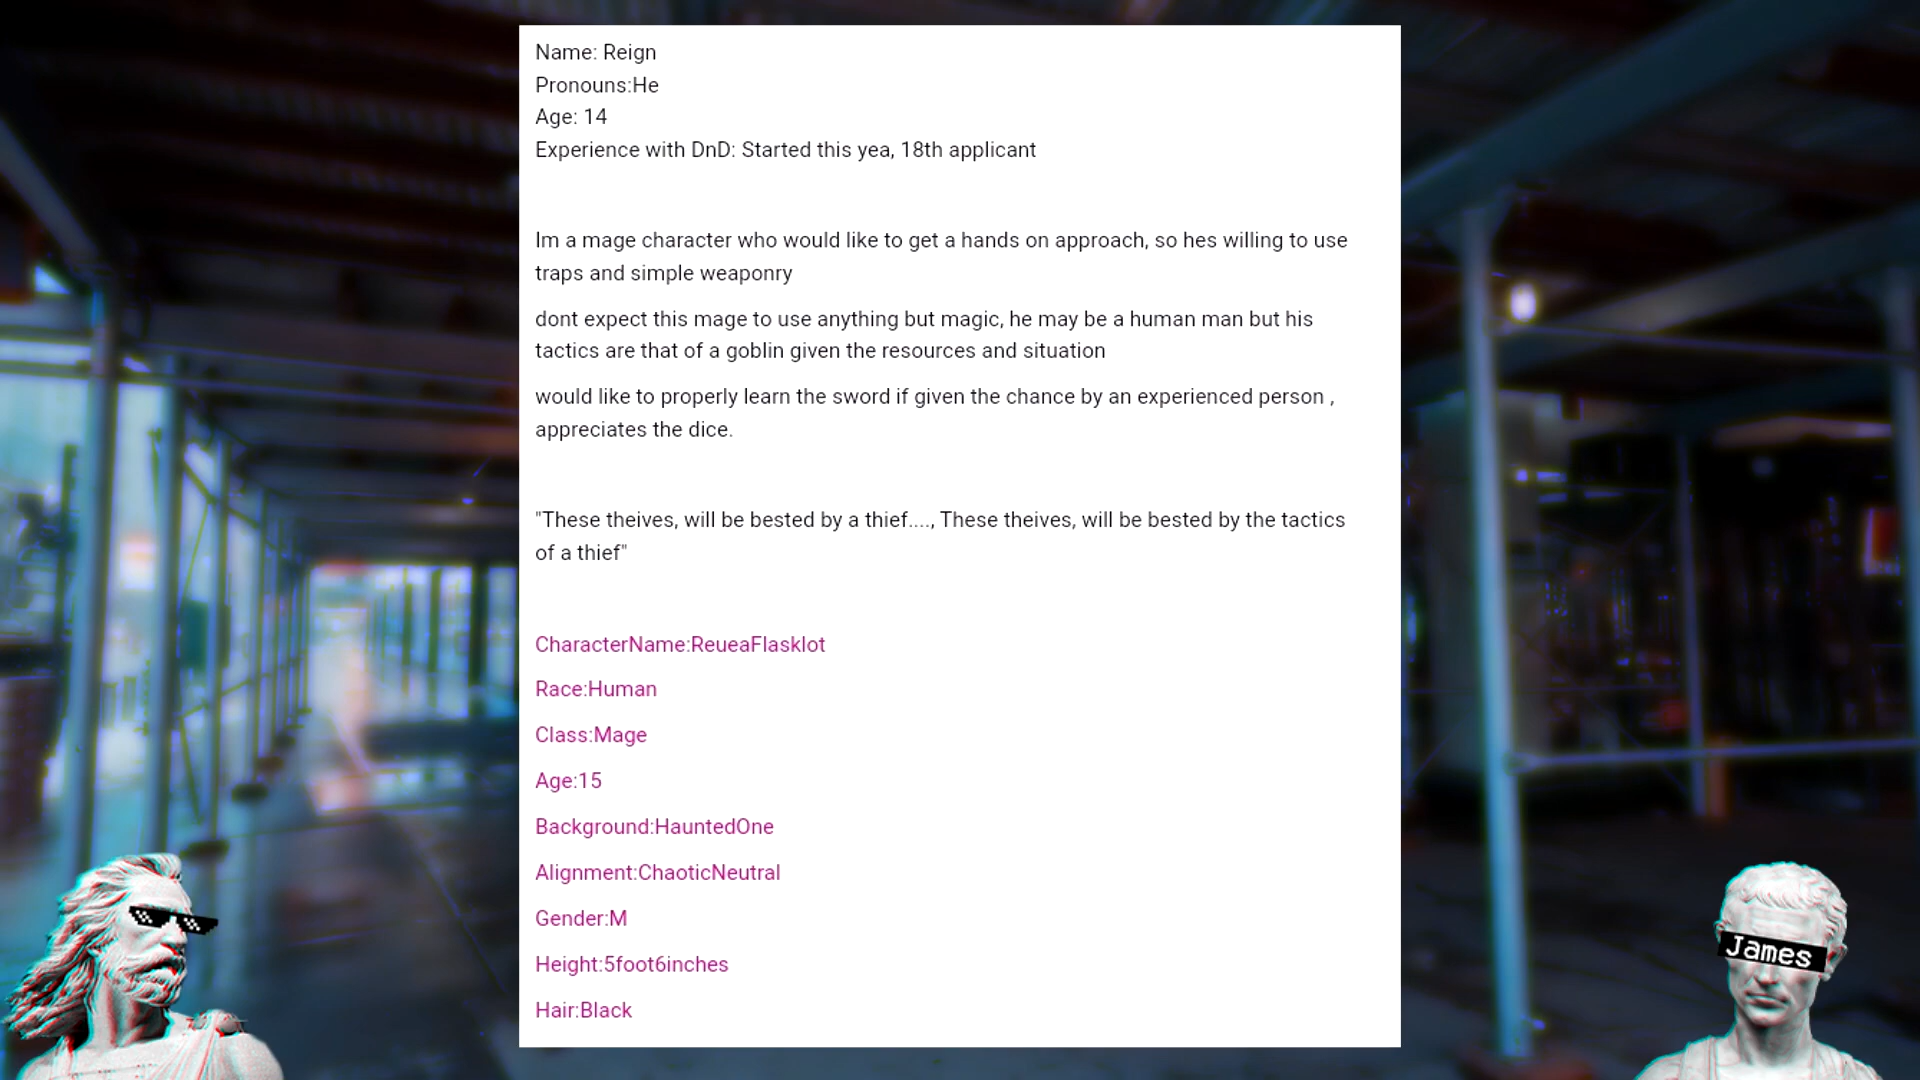 Name: Reign
Pronouns:He
Age: 14
Experience with DnD: Started this yea, 18th applicant
Im a mage character who would like to get a hands on approach, so hes willing to use
traps and simple weaponry
dont expect this mage to use anything but magic, he may be a human man but his
tactics are that of a goblin given the resources and situation
would like to properly learn the sword if given the chance by an experienced person ,
appreciates the dice.
"These theives, will be bested by a thief...., These theives, will be bested by the tactics
of a thief"
CharacterName:ReueaFlasklot
Race:Human
Class:Mage
Age:15
Background:HauntedOne
Alignment:ChaoticNeutral
Gender:M
Height:5foot6inches
Hair:Black
James